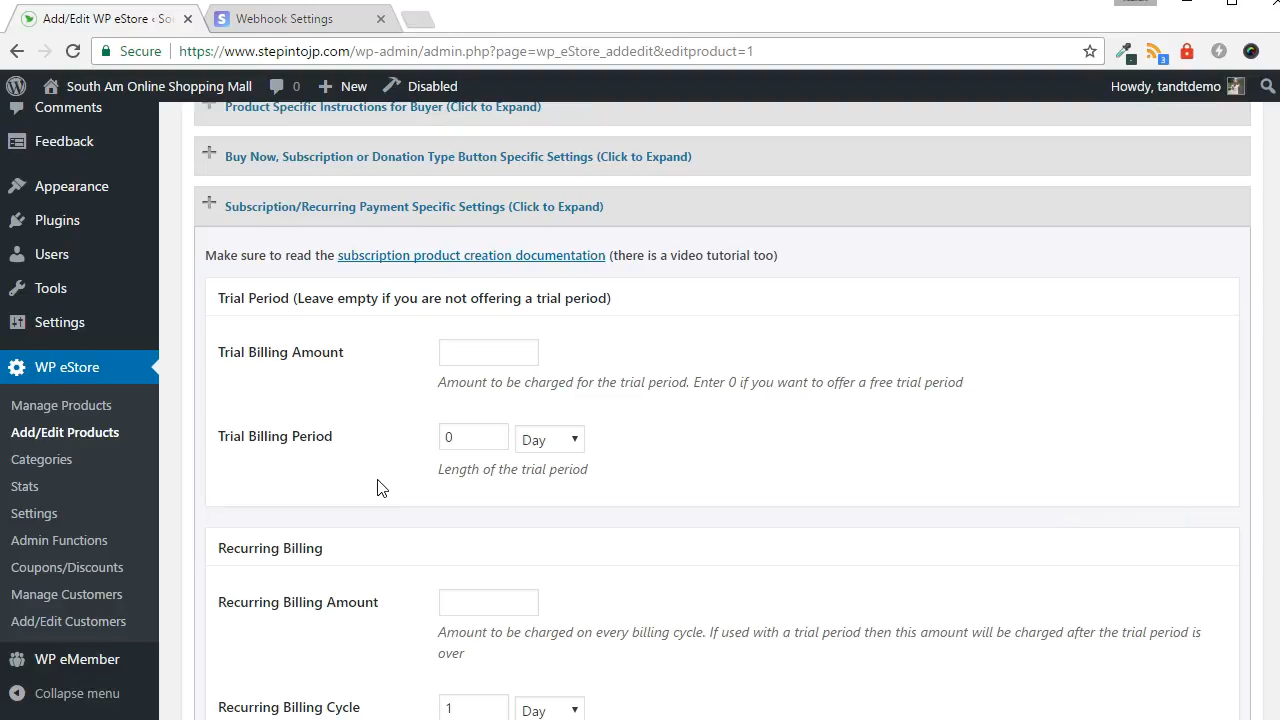 Add/Edit WP eStore ‹ So
Webhook Settings
Secure
https://www.stepintojp.com/wp-admin/admin.php?page=wp_eStore_addedit&editproduct=1
3
South Am Online Shopping Mall
0
New
Disabled
Howdy, tandtdemo
Comments
Feedback
Appearance
Plugins
Users
Tools
Settings
WP eStore
Manage Products
Add/Edit Products
Categories
Stats
Settings
Admin Functions
Coupons/Discounts
Manage Customers
Add/Edit Customers
WP eMember
Collapse menu
Product Specific Instructions for Buyer (Click to Expand)
Buy Now, Subscription or Donation Type Button Specific Settings (Click to Expand)
Subscription/Recurring Payment Specific Settings (Click to Expand)
Make sure to read the subscription product creation documentation (there is a video tutorial too)
Trial Period (Leave empty if you are not offering a trial period)
Trial Billing Amount
Amount to be charged for the trial period. Enter 0 if you want to offer a free trial period
Trial Billing Period
0
Day
Length of the trial period
Recurring Billing
Recurring Billing Amount
Amount to be charged on every billing cycle. If used with a trial period then this amount will be charged after the trial period is
over
Recurring Billing Cycle
1
Day